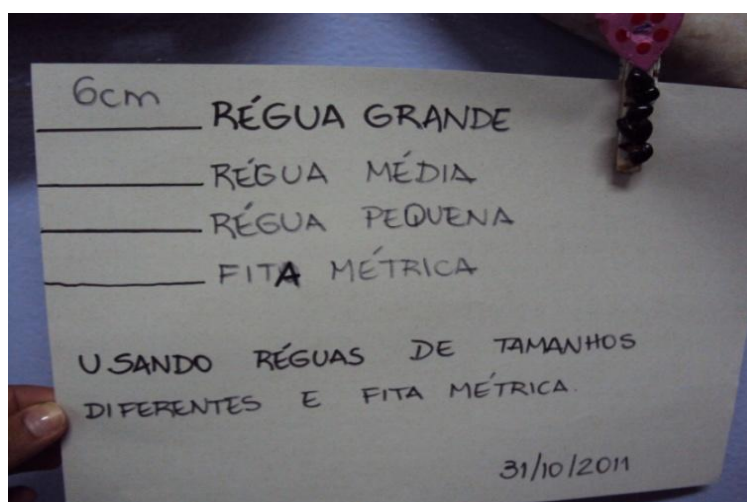 6cm
RÉGUA GRANDE
RÉGUA MÉDIA
RÉGUA PEQUENA
FITA MÉTRICA
USANDO RÉGUAS DE TAMANHOS
DIFERENTES E FITA MÉTRICA.
31/10/2011